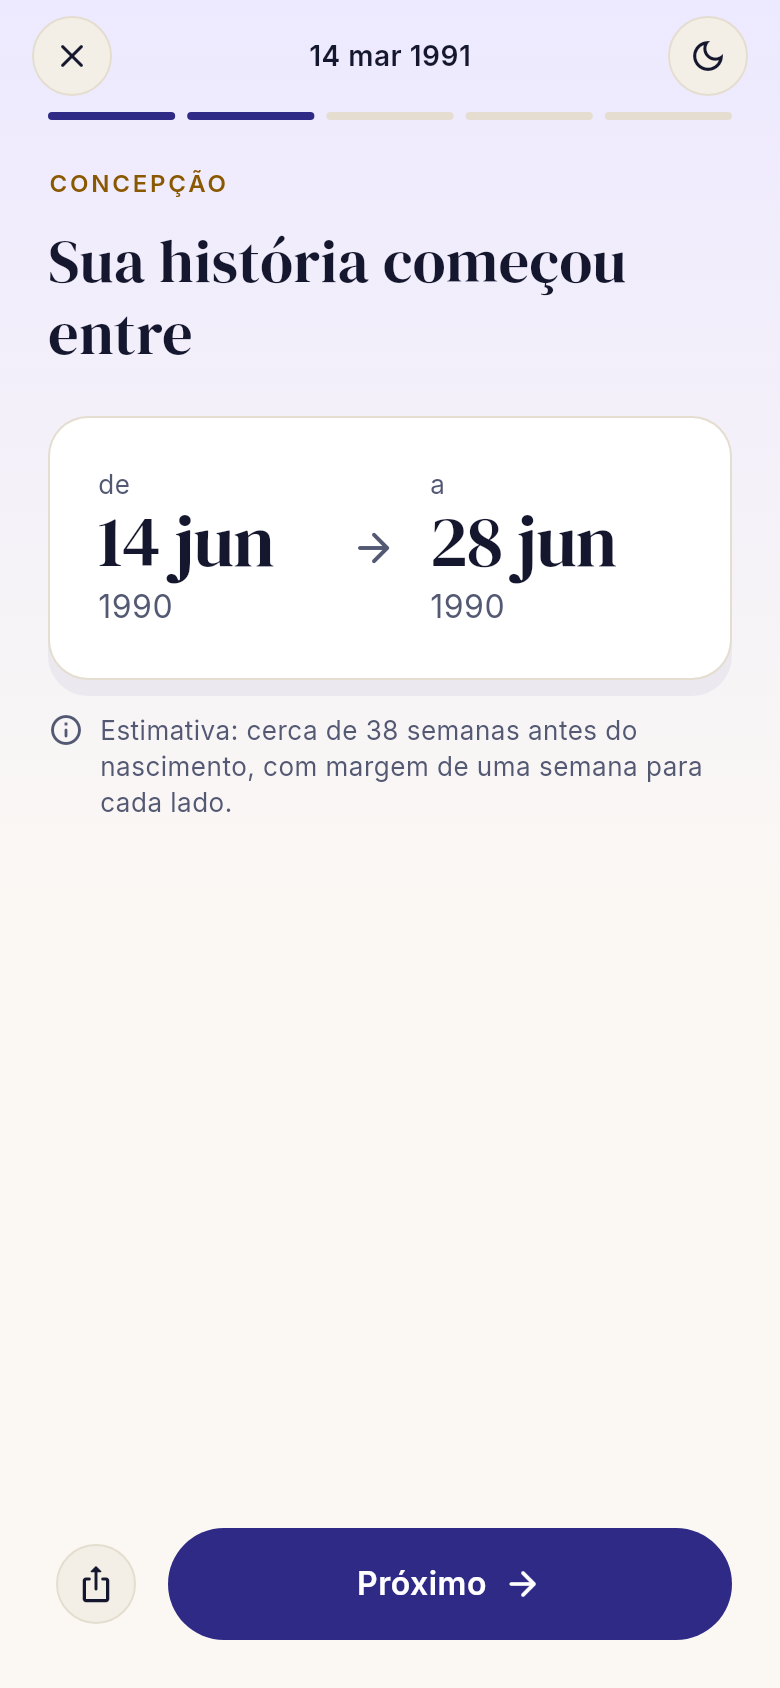 14 mar 1991
CONCEPÇÃO
Sua história começou
entre
de
14 jun
1990
a
28 jun
1990
Estimativa: cerca de 38 semanas antes do
nascimento, com margem de uma semana para
cada lado.
Próximo